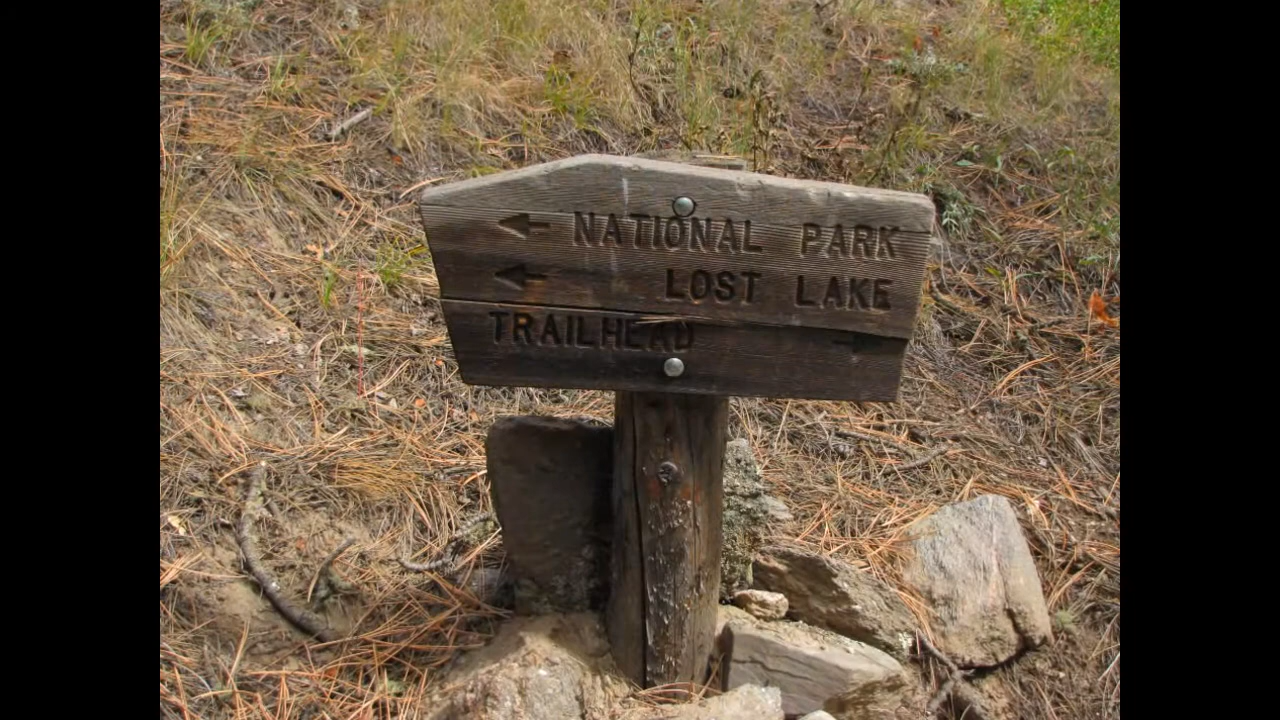 ← NATIONAL PARK
← LOST LAKE
TRAILHEAD →